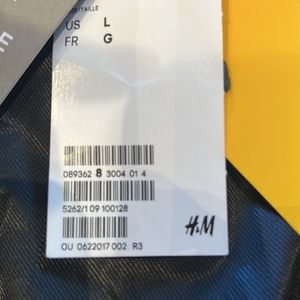 /TAILLE
US L
FR G
089362 8 3004 01 4
5262/1 09 100128
H&M
OU 0622017 002 R3